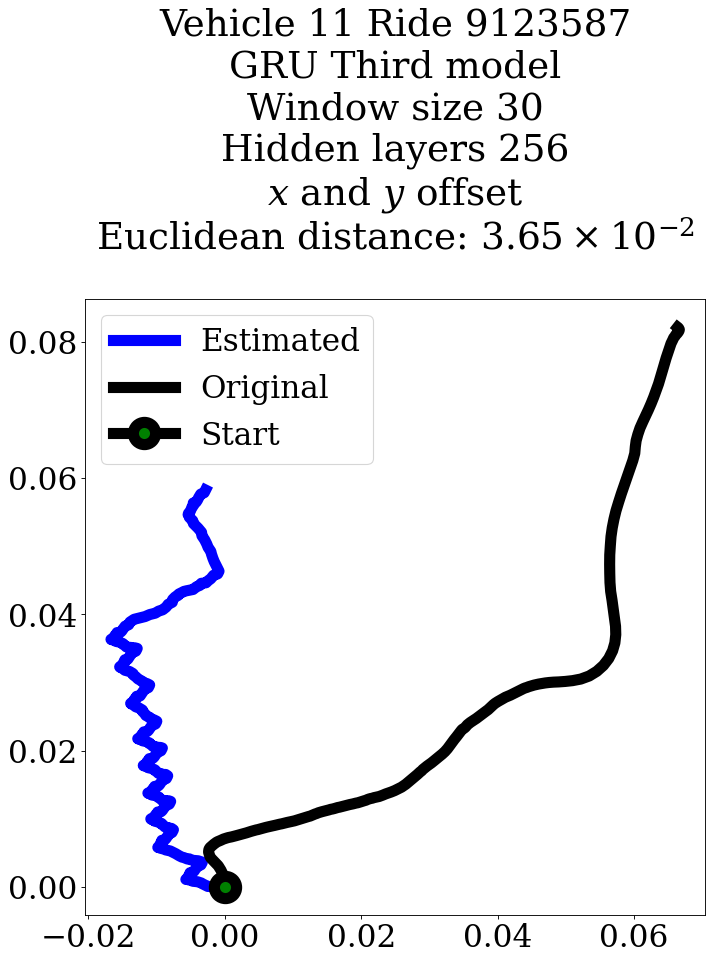 Vehicle 11 Ride 9123587
GRU Third model
Window size 30
Hidden layers 256
x and y offset
Euclidean distance: 3.65 × 10⁻²
Estimated
Original
Start
0.08
0.06
0.04
0.02
0.00
−0.02 0.00 0.02 0.04 0.06